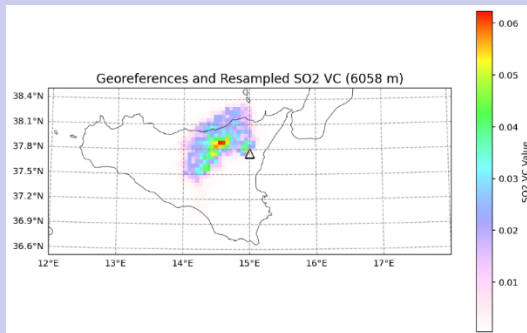 Georeferences and Resampled SO2 VC (6058 m)
38.4°N
38.1°N
37.8°N
37.5°N
37.2°N
36.9°N
36.6°N
12°E 13°E 14°E 15°E 16°E 17°E
0.06
0.05
0.04
0.03
0.02
0.01
SO2 VC Value